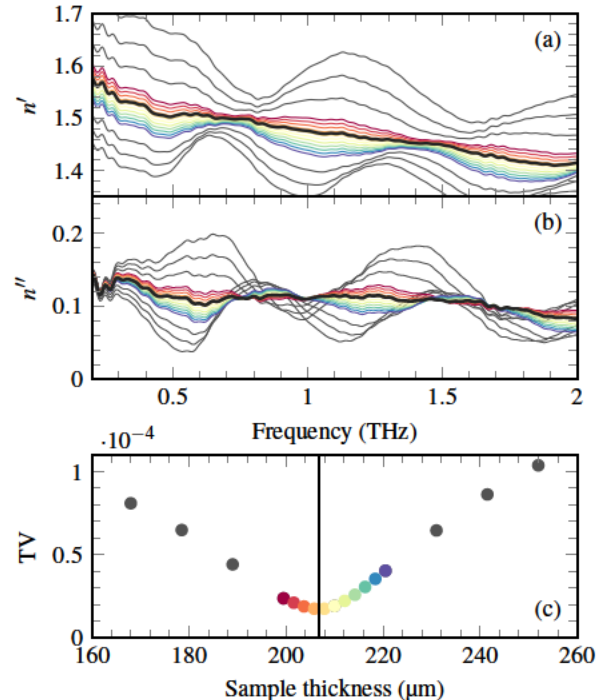 1.7
(a)
1.6
n′
1.5
1.4
(b)
0.2
n″
0.1
0
0.5 1 1.5 2
Frequency (THz)
·10⁻⁴
1
TV
0.5
(c)
0
160 180 200 220 240 260
Sample thickness (µm)